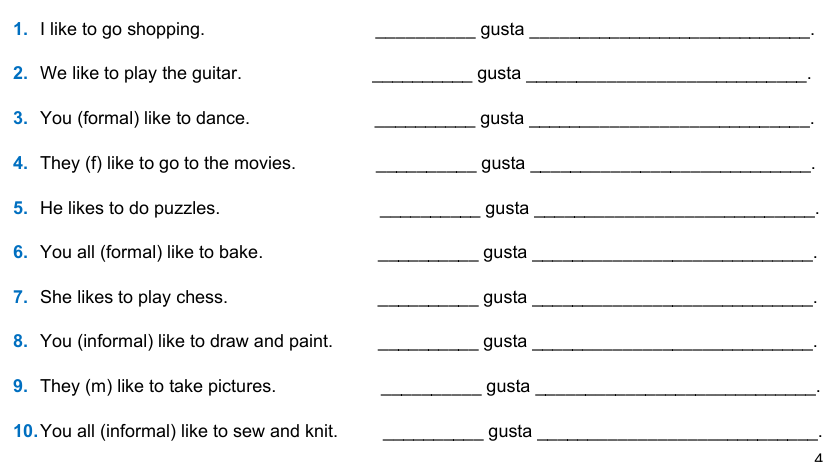 1. I like to go shopping. __________ gusta ____________________________.
2. We like to play the guitar. __________ gusta ____________________________.
3. You (formal) like to dance. __________ gusta ____________________________.
4. They (f) like to go to the movies. __________ gusta ____________________________.
5. He likes to do puzzles. __________ gusta ____________________________.
6. You all (formal) like to bake. __________ gusta ____________________________.
7. She likes to play chess. __________ gusta ____________________________.
8. You (informal) like to draw and paint. __________ gusta ____________________________.
9. They (m) like to take pictures. __________ gusta ____________________________.
10. You all (informal) like to sew and knit. __________ gusta ____________________________.
4